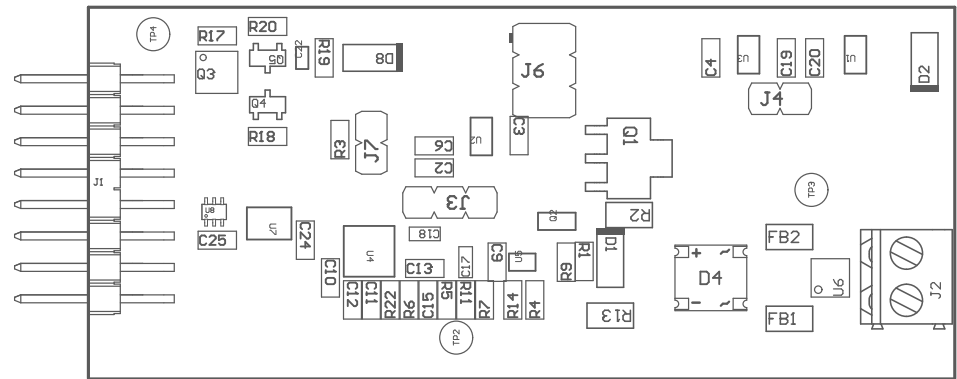 TP4
R17
R20
Q5
C22
R19
D8
Q3
Q4
R18
J6
C4
U3
C19
C20
U1
D2
J4
R3
J7
C6
C2
U2
C3
Q1
J1
J3
TP3
U8
C25
U7
C24
C18
Q2
R2
D1
FB2
U4
C10
C13
C17
C9
U5
R9
R1
D4
U6
J2
C12
C11
R22
R6
C15
R5
R11
R7
R14
R4
R13
FB1
TP2